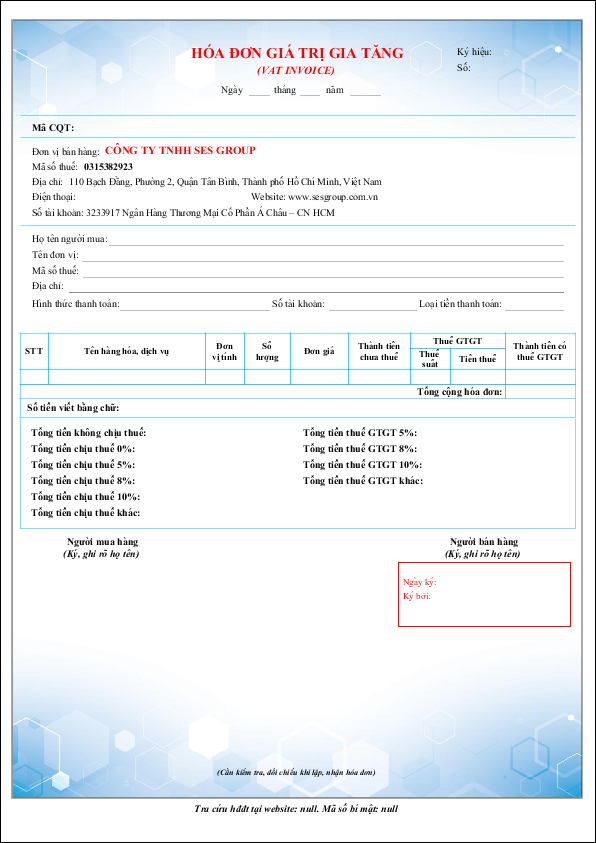 HÓA ĐƠN GIÁ TRỊ GIA TĂNG
(VAT INVOICE)
Ký hiệu:
Số:
Ngày ____ tháng ____ năm ______
Mã CQT:
Đơn vị bán hàng: CÔNG TY TNHH SES GROUP
Mã số thuế: 0315382923
Địa chỉ: 110 Bạch Đằng, Phường 2, Quận Tân Bình, Thành phố Hồ Chí Minh, Việt Nam
Điện thoại: Website: www.sesgroup.com.vn
Số tài khoản: 3233917 Ngân Hàng Thương Mại Cổ Phần Á Châu – CN HCM
Họ tên người mua:
Tên đơn vị:
Mã số thuế:
Địa chỉ:
Hình thức thanh toán: Số tài khoản: Loại tiền thanh toán:
STT Tên hàng hóa, dịch vụ Đơn vị tính Số lượng Đơn giá Thành tiền chưa thuế Thuế GTGT Thuế suất Tiền thuế Thành tiền có thuế GTGT
Tổng cộng hóa đơn:
Số tiền viết bằng chữ:
Tổng tiền không chịu thuế: Tổng tiền thuế GTGT 5%:
Tổng tiền chịu thuế 0%: Tổng tiền thuế GTGT 8%:
Tổng tiền chịu thuế 5%: Tổng tiền thuế GTGT 10%:
Tổng tiền chịu thuế 8%: Tổng tiền thuế GTGT khác:
Tổng tiền chịu thuế 10%:
Tổng tiền chịu thuế khác:
Người mua hàng Người bán hàng
(Ký, ghi rõ họ tên) (Ký, ghi rõ họ tên)
Ngày ký:
Ký bởi:
(Cần kiểm tra, đối chiếu khi lập, nhận hóa đơn)
Tra cứu hđđt tại website: null. Mã số bí mật: null